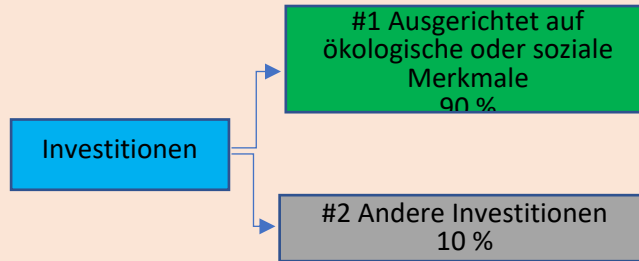 #1 Ausgerichtet auf
ökologische oder soziale
Merkmale
90 %
Investitionen
#2 Andere Investitionen
10 %